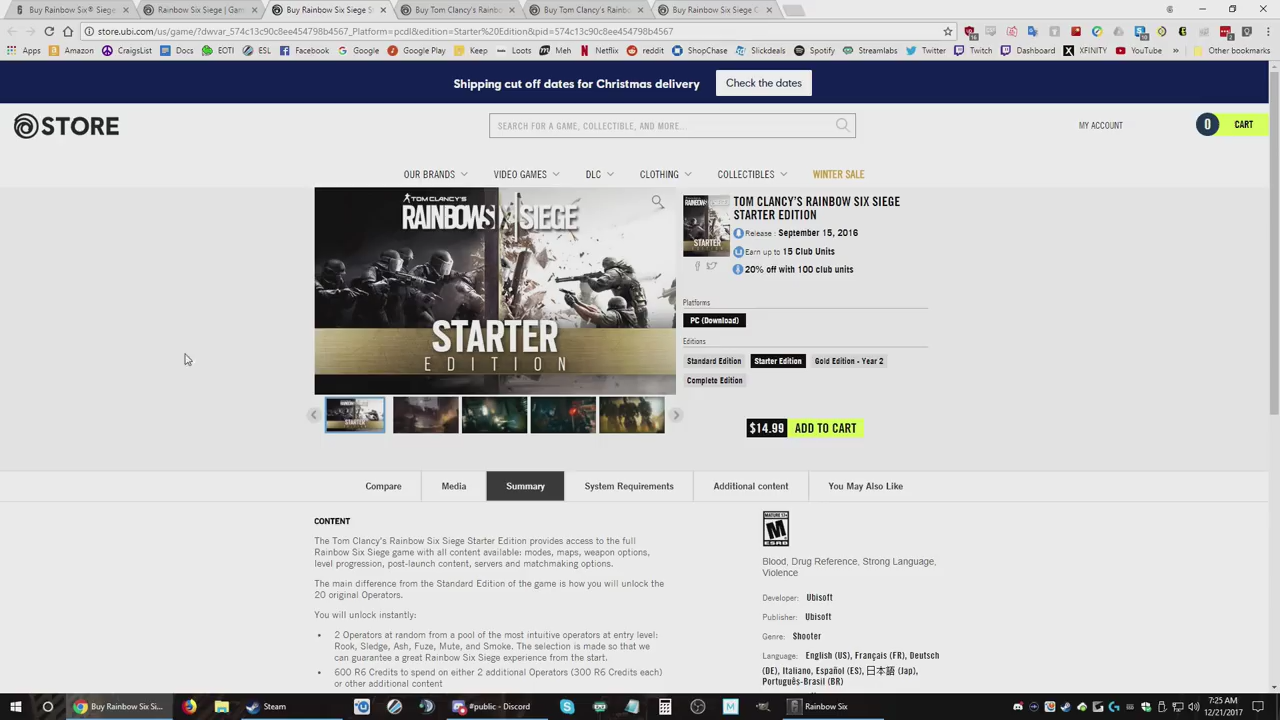 Buy Rainbow Six® Siege
Rainbow Six Siege | Gam
Buy Rainbow Six Siege S
Buy Tom Clancy's Rainbo
Buy Tom Clancy's Rainbo
Buy Rainbow Six Siege C
store.ubi.com/us/game/?dwvar_574c13c90c8ee454798b4567_Platform=pcdl&edition=Starter%20Edition&pid=574c13c90c8ee454798b4567
Apps
Amazon
CraigsList
Docs
EOTI
ESL
Facebook
Google
Google Play
Keep
Loots
M
Meh
Netflix
reddit
ShopChase
Slickdeals
Spotify
Streamlabs
Twitter
Twitch
Dashboard
XFINITY
YouTube
»
Other bookmarks
Shipping cut off dates for Christmas delivery
Check the dates
STORE
SEARCH FOR A GAME, COLLECTIBLE, AND MORE...
MY ACCOUNT
0
CART
OUR BRANDS
VIDEO GAMES
DLC
CLOTHING
COLLECTIBLES
WINTER SALE
TOM CLANCY'S
RAINBOW SIX SIEGE
STARTER
EDITION
TOM CLANCY'S RAINBOW SIX SIEGE
STARTER EDITION
Release : September 15, 2016
Earn up to 15 Club Units
20% off with 100 club units
Platforms
PC (Download)
Editions
Standard Edition
Starter Edition
Gold Edition - Year 2
Complete Edition
$14.99
ADD TO CART
Compare
Media
Summary
System Requirements
Additional content
You May Also Like
CONTENT
The Tom Clancy's Rainbow Six Siege Starter Edition provides access to the full
Rainbow Six Siege game with all content available: modes, maps, weapon options,
level progression, post-launch content, servers and matchmaking options.
The main difference from the Standard Edition of the game is how you will unlock the
20 original Operators.
You will unlock instantly:
• 2 Operators at random from a pool of the most intuitive operators at entry level:
Rook, Sledge, Ash, Fuze, Mute, and Smoke. The selection is made so that we
can guarantee a great Rainbow Six Siege experience from the start.
• 600 R6 Credits to spend on either 2 additional Operators (300 R6 Credits each)
or other additional content
MATURE 17+
M
ESRB
Blood, Drug Reference, Strong Language,
Violence
Developer: Ubisoft
Publisher: Ubisoft
Genre: Shooter
Language: English (US), Français (FR), Deutsch
(DE), Italiano, Español (ES), 日本語 (Jap),
Português-Brasil (BR)
Buy Rainbow Six Si...
Steam
#public - Discord
Rainbow Six
7:25 AM
12/21/2017